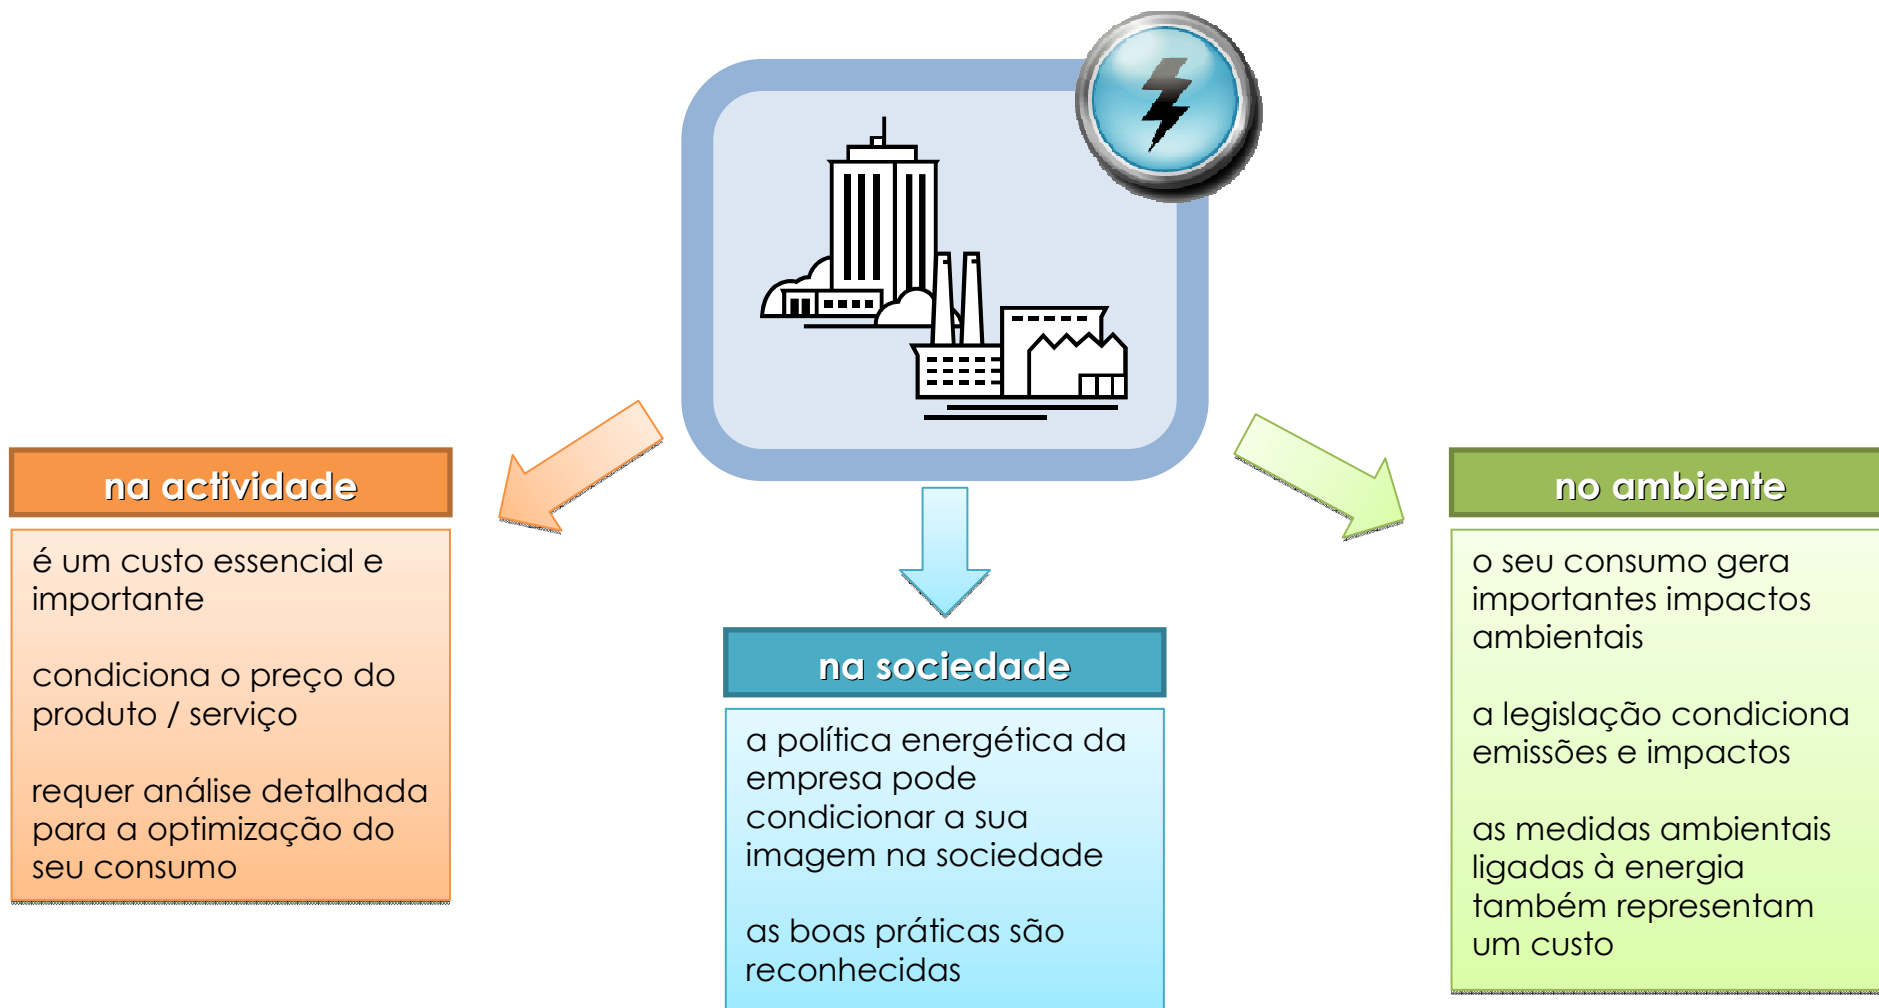 na actividade
é um custo essencial e
importante
condiciona o preço do
produto / serviço
requer análise detalhada
para a optimização do
seu consumo
na sociedade
a política energética da
empresa pode
condicionar a sua
imagem na sociedade
as boas práticas são
reconhecidas
no ambiente
o seu consumo gera
importantes impactos
ambientais
a legislação condiciona
emissões e impactos
as medidas ambientais
ligadas à energia
também representam
um custo